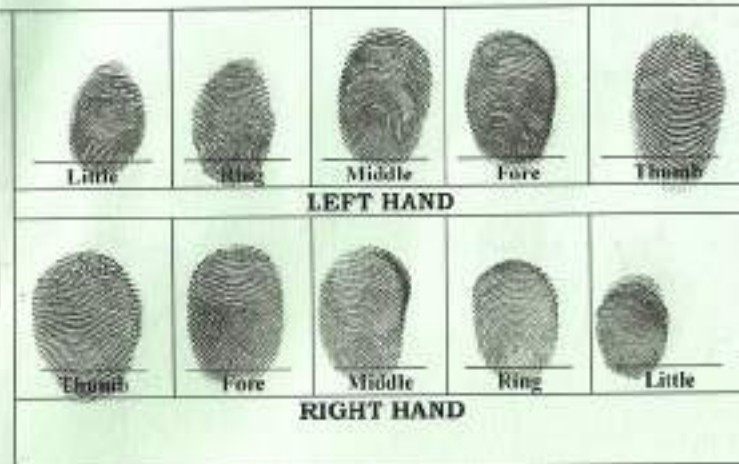 Little Ring Middle Fore Thumb
LEFT HAND
Thumb Fore Middle Ring Little
RIGHT HAND